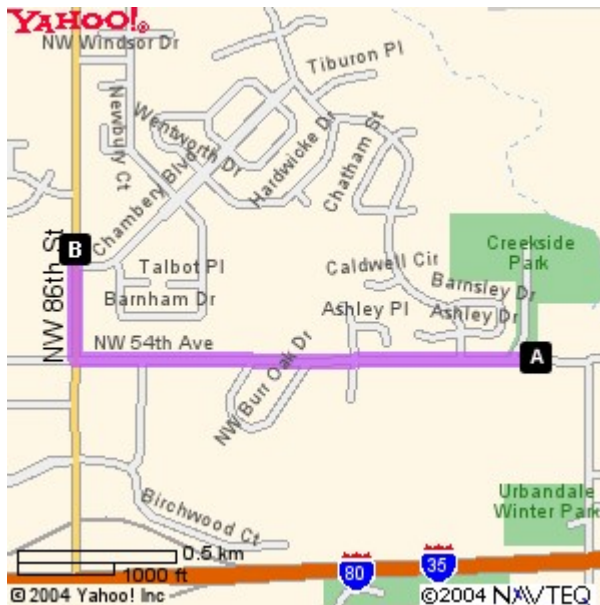 YAHOO!®
NW Windsor Dr
Tiburon Pl
Newbury Ct
Wentworth Dr
Hardwicke Dr
Chatham St
Chambery Blvd
NW 86th St
B
Creekside
Park
Talbot Pl
Caldwell Cir
Barnsley Dr
Barnham Dr
Ashley Pl
Ashley Dr
NW 54th Ave
A
NW Burr Oak Dr
Urbandale
Winter Park
Birchwood Ct
0.5 km
1000 ft
80
35
© 2004 Yahoo! Inc
©2004 NAVTEQ